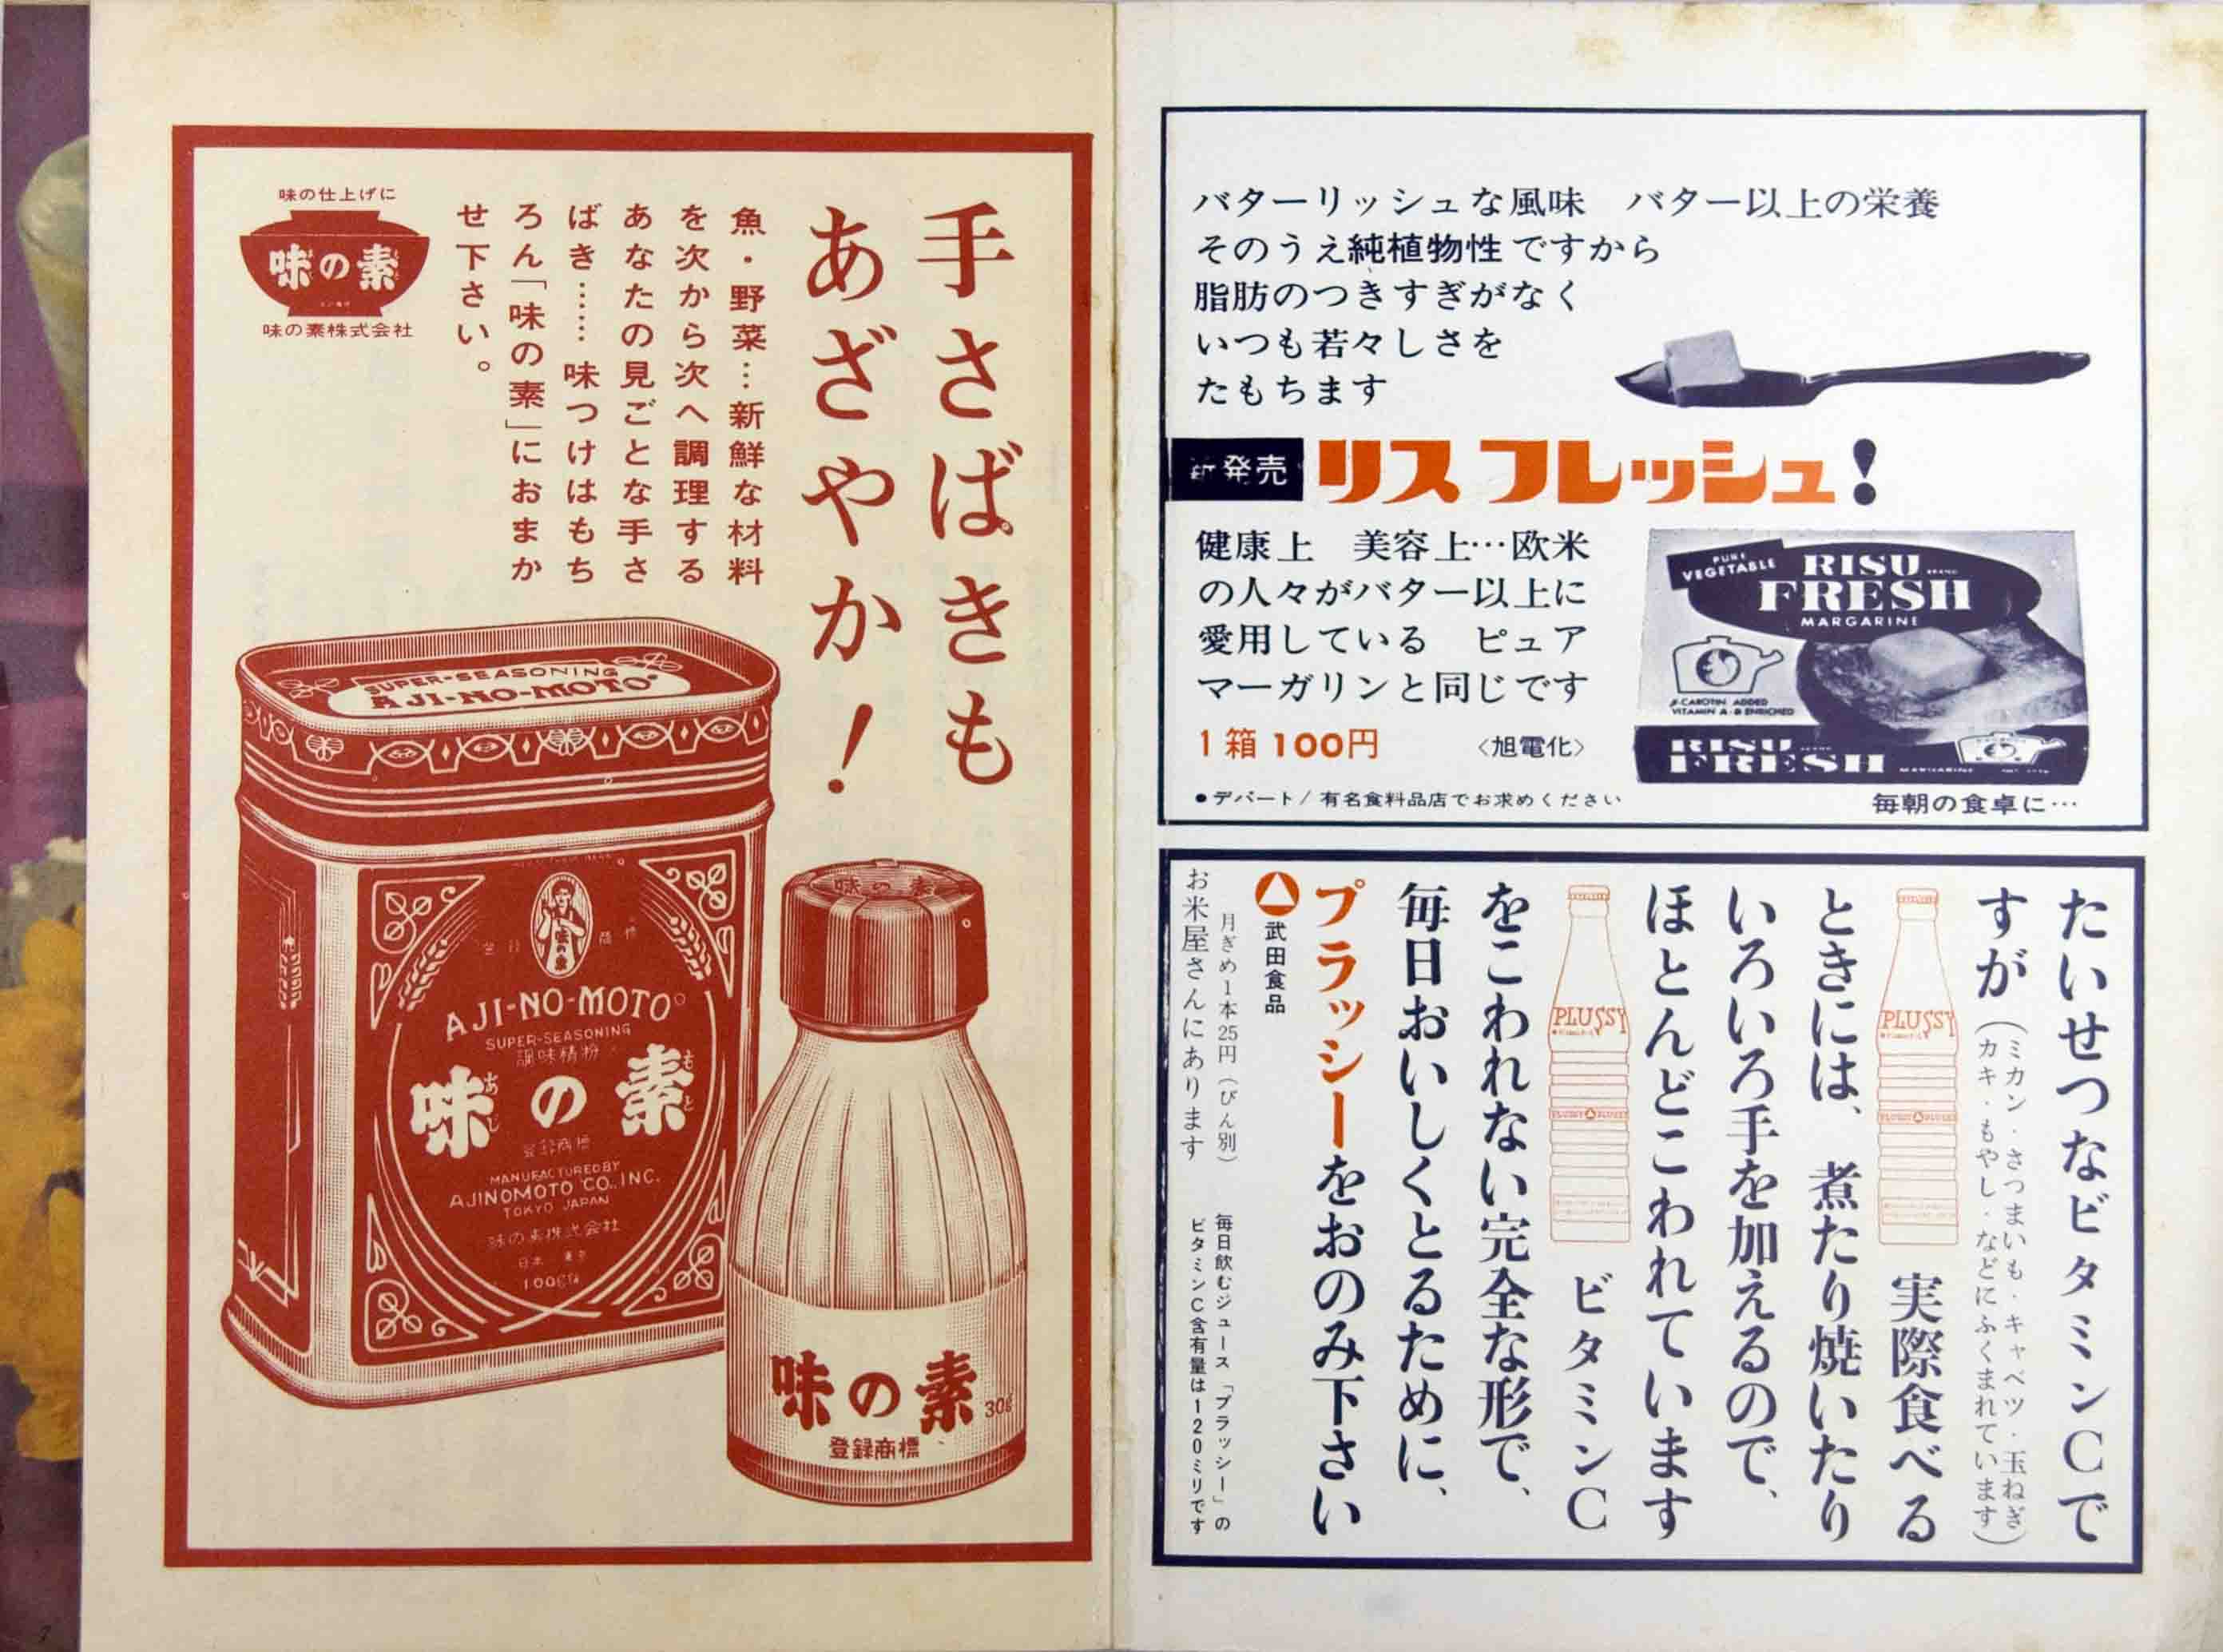 バターリッシュな風味　バター以上の栄養
そのうえ純植物性ですから
脂肪のつきすぎがなく
いつも若々しさを
たもちます
新発売 リス フレッシュ!
健康上　美容上…欧米
の人々がバター以上に
愛用している　ピュア
マーガリンと同じです
1箱 100円　〈旭電化〉
●デパート/有名食料品店でお求めください
PURE
VEGETABLE
RISU
FRESH
MARGARINE
β-CAROTIN ADDED
VITAMIN A·B ENRICHED
RISU
FRESH
毎朝の食卓に…
たいせつなビタミンCで
すが
(ミカン・さつまいも・キャベツ・玉ねぎ
カキ・もやし・などにふくまれています)
実際食べる
ときには、煮たり焼いたり
いろいろ手を加えるので、
ほとんどこわれています
ビタミンC
をこわれない完全な形で、
毎日おいしくとるために、
プラッシーをおのみ下さい
PLUSSY
PLUSSY
武田食品
月ぎめ1本25円(びん別)
お米屋さんにあります
毎日飲むジュース「プラッシー」の
ビタミンC含有量は120ミリです
手さばきも
あざやか!
魚・野菜…新鮮な材料
を次から次へ調理する
あなたの見ごとな手さ
ばき……味つけはもち
ろん「味の素」におまか
せ下さい。
味の仕上げに
味の素
味の素株式会社
SUPER-SEASONING
AJI-NO-MOTO
味の素
AJI-NO-MOTO
SUPER-SEASONING
調味精粉
味の素
あじ
もと
登録商標
MANUFACTURED BY
AJINOMOTO CO., INC.
TOKYO JAPAN
味の素株式会社
日本 東京
味の素
味の素
30g
登録商標